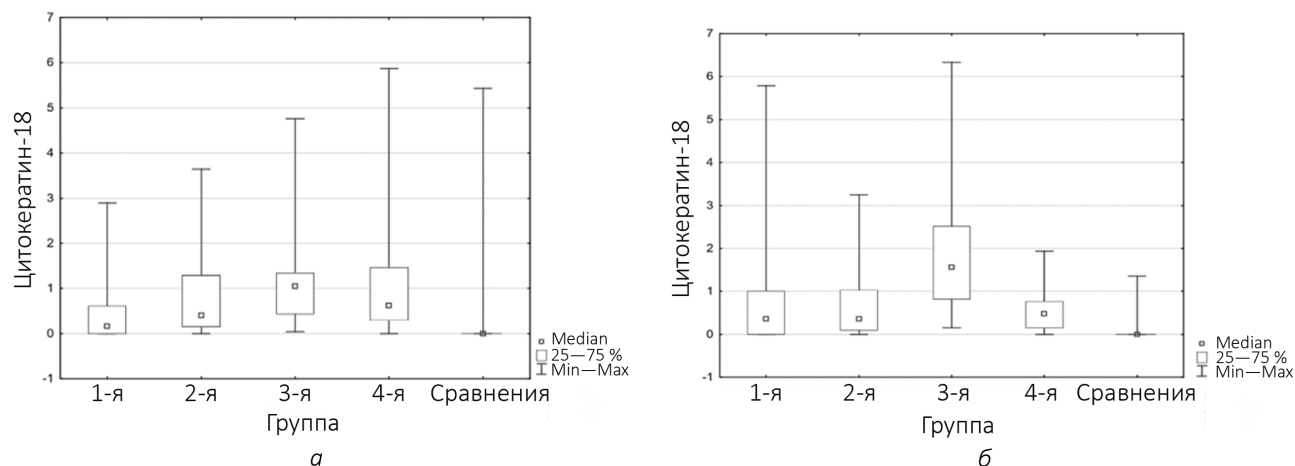 7
6
5
4
3
2
1
0
-1
Цитокератин-18
1-я 2-я 3-я 4-я Сравнения
Группа
Median
25—75 %
Min—Max
а
7
6
5
4
3
2
1
0
-1
Цитокератин-18
1-я 2-я 3-я 4-я Сравнения
Группа
Median
25—75 %
Min—Max
б